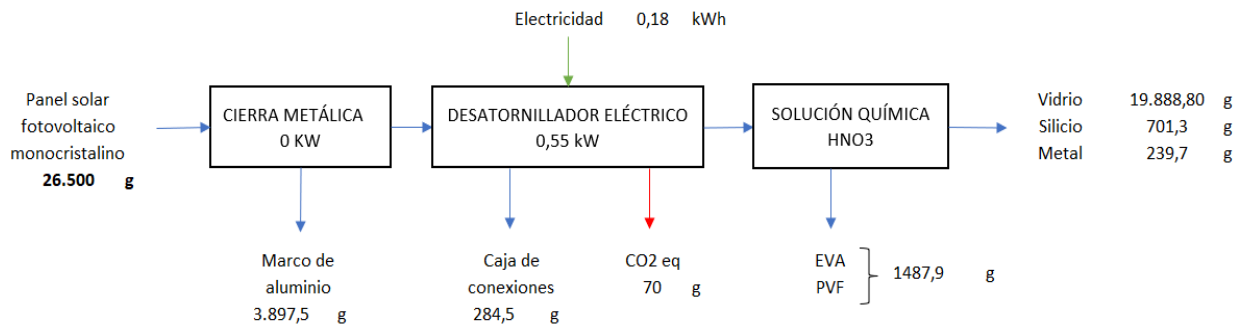 Electricidad 0,18 kWh
Panel solar
fotovoltaico
monocristalino
26.500 g
CIERRA METÁLICA
0 KW
DESATORNILLADOR ELÉCTRICO
0,55 kW
SOLUCIÓN QUÍMICA
HNO3
Vidrio 19.888,80 g
Silicio 701,3 g
Metal 239,7 g
Marco de
aluminio
3.897,5 g
Caja de
conexiones
284,5 g
CO2 eq
70 g
EVA
PVF
1487,9 g